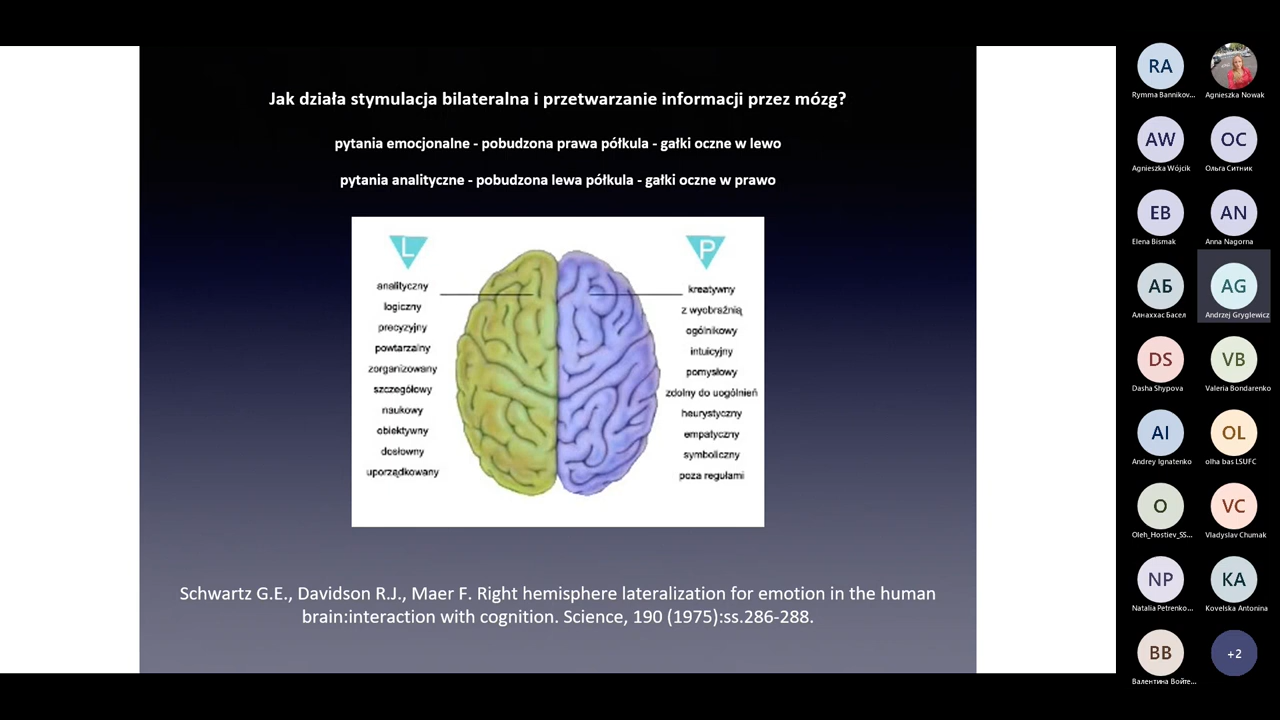 Jak działa stymulacja bilateralna i przetwarzanie informacji przez mózg?
pytania emocjonalne - pobudzona prawa półkula - gałki oczne w lewo
pytania analityczne - pobudzona lewa półkula - gałki oczne w prawo
L
analityczny
logiczny
precyzyjny
powtarzalny
zorganizowany
szczegółowy
naukowy
obiektywny
dosłowny
uporządkowany
P
kreatywny
z wyobraźnią
ogólnikowy
intuicyjny
pomysłowy
zdolny do uogólnień
heurystyczny
empatyczny
symboliczny
poza regułami
Schwartz G.E., Davidson R.J., Maer F. Right hemisphere lateralization for emotion in the human
brain:interaction with cognition. Science, 190 (1975):ss.286-288.
RA
Rymma Bannikov...
Agnieszka Nowak
AW
Agnieszka Wójcik
OC
Ольга Ситник
EB
Elena Bismak
AN
Anna Nagorna
АБ
Алнаххас Басел
AG
Andrzej Gryglewicz
DS
Dasha Shypova
VB
Valeria Bondarenko
AI
Andrey Ignatenko
OL
olha bas LSUFC
O
Oleh_Hostiev_SS...
VC
Vladyslav Chumak
NP
Natalia Petrenko...
KA
Kovelska Antonina
BB
Валентина Войте...
+2